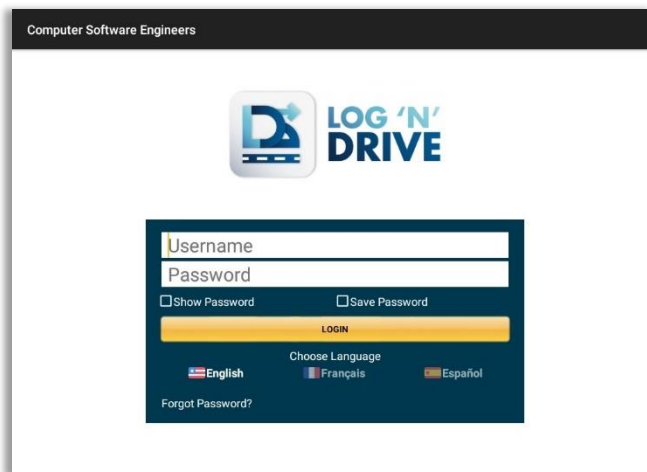 Computer Software Engineers
LOG 'N'
DRIVE
Username
Password
Show Password Save Password
LOGIN
Choose Language
English Français Español
Forgot Password?